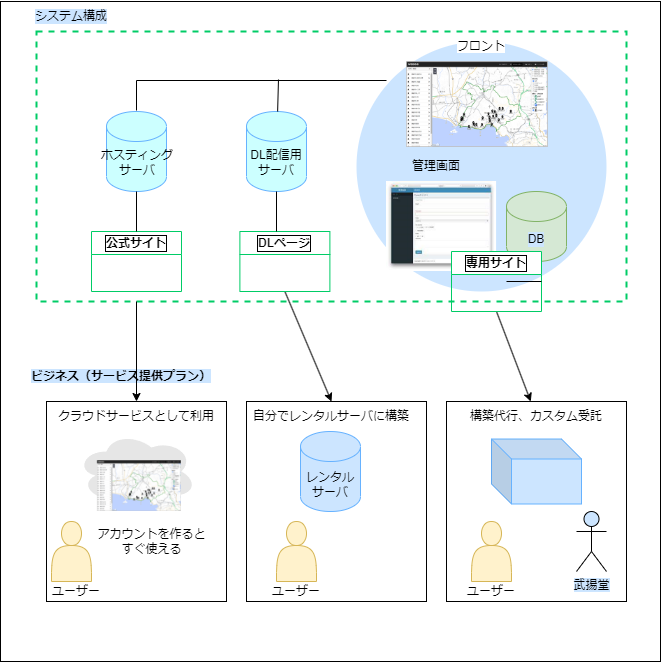 システム構成
フロント
ホスティング
サーバ
DL配信用
サーバ
管理画面
DB
公式サイト
DLページ
専用サイト
ビジネス（サービス提供プラン）
クラウドサービスとして利用
自分でレンタルサーバに構築
構築代行、カスタム受託
レンタル
サーバ
アカウントを作ると
すぐ使える
ユーザー
ユーザー
ユーザー
武揚堂